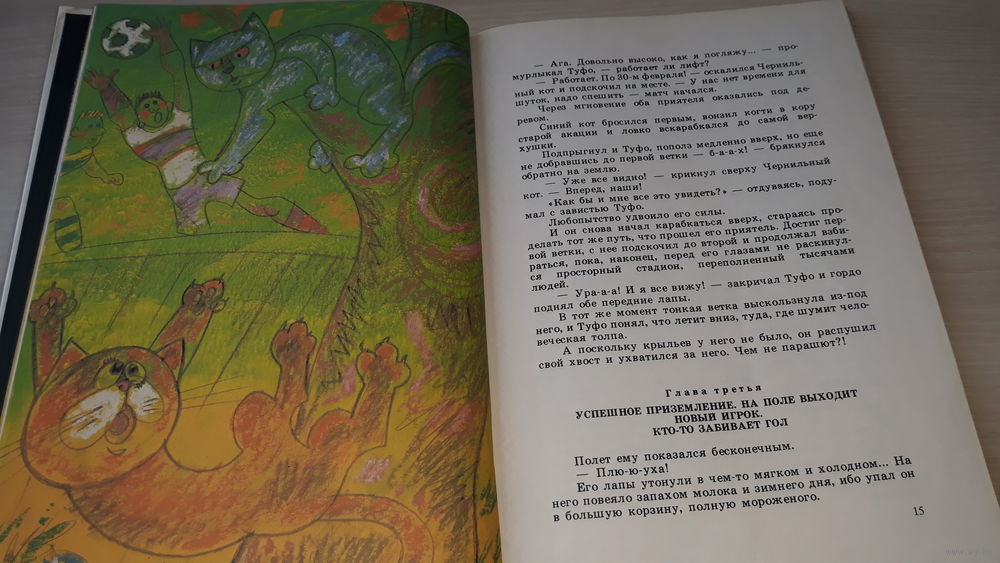 — Ага. Довольно высоко, как я погляжу... — про-
мурлыкал Туфо, — работает ли лифт?
— Работает. По 30-м февраля! — оскалился Черниль-
ный кот и подскочил на месте. — У нас нет времени для
шуток, надо спешить — матч начался.
Через мгновение оба приятеля оказались под де-
ревом.
Синий кот бросился первым, вонзил когти в кору
старой акации и ловко вскарабкался до самой вер-
хушки.
Подпрыгнул и Туфо, пополз медленно вверх, но еще
не добравшись до первой ветки — б-а-а-х! — брякнулся
обратно на землю.
— Уже все видно! — крикнул сверху Чернильный
кот. — Вперед, наши!
«Как бы и мне все это увидеть?» — отдуваясь, поду-
мал с завистью Туфо.
Любопытство удвоило его силы.
И он снова начал карабкаться вверх, стараясь про-
делать тот же путь, что прошел его приятель. Достиг пер-
вой ветки, с нее подскочил до второй и продолжал взби-
раться, пока, наконец, перед его глазами не раскинул-
ся просторный стадион, переполненный тысячами
людей.
— Ура-а-а! И я все вижу! — закричал Туфо и гордо
поднял обе передние лапы.
В тот же момент тонкая ветка выскользнула из-под
него, и Туфо понял, что летит вниз, туда, где шумит чело-
веческая толпа.
А поскольку крыльев у него не было, он распушил
свой хвост и ухватился за него. Чем не парашют?!
Глава третья
УСПЕШНОЕ ПРИЗЕМЛЕНИЕ. НА ПОЛЕ ВЫХОДИТ
НОВЫЙ ИГРОК.
КТО-ТО ЗАБИВАЕТ ГОЛ
Полет ему показался бесконечным.
— Плю-ю-уха!
Его лапы утонули в чем-то мягком и холодном... На
него повеяло запахом молока и зимнего дня, ибо упал он
в большую корзину, полную мороженого.
15